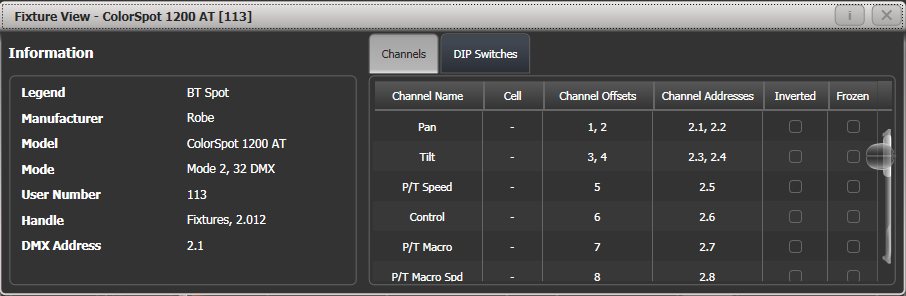 Fixture View - ColorSpot 1200 AT [113]
i
Information
Channels DIP Switches
Legend BT Spot
Manufacturer Robe
Model ColorSpot 1200 AT
Mode Mode 2, 32 DMX
User Number 113
Handle Fixtures, 2.012
DMX Address 2.1
Channel Name Cell Channel Offsets Channel Addresses Inverted Frozen
Pan - 1, 2 2.1, 2.2
Tilt - 3, 4 2.3, 2.4
P/T Speed - 5 2.5
Control - 6 2.6
P/T Macro - 7 2.7
P/T Macro Spd - 8 2.8